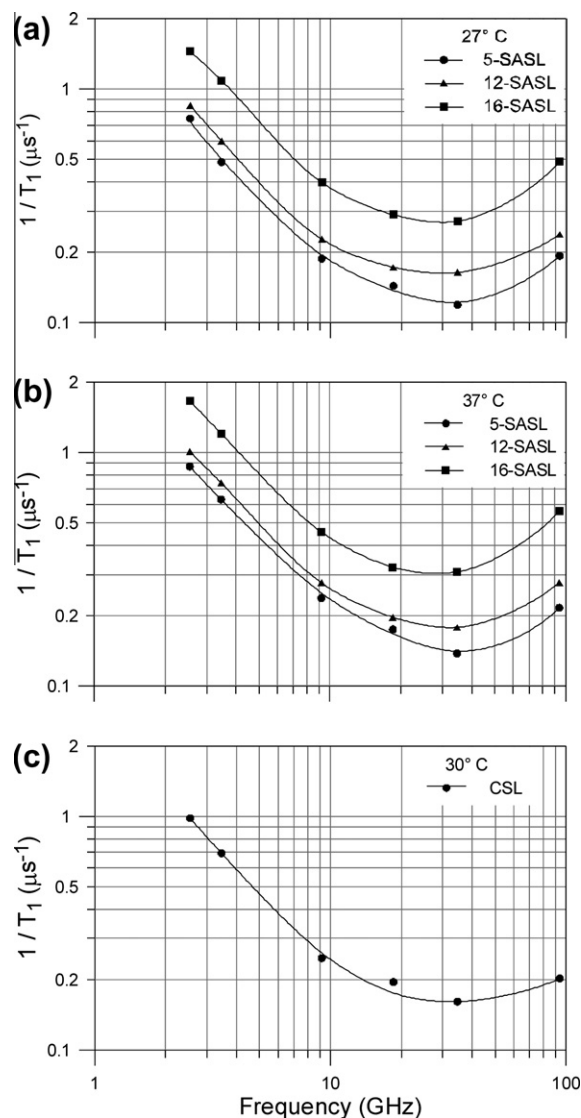 (a)
27° C
5-SASL
12-SASL
16-SASL
2
1
0.5
0.2
0.1
1 / T₁ (μs⁻¹)
(b)
37° C
5-SASL
12-SASL
16-SASL
2
1
0.5
0.2
0.1
1 / T₁ (μs⁻¹)
(c)
30° C
CSL
2
1
0.5
0.2
0.1
1 / T₁ (μs⁻¹)
1 10 100
Frequency (GHz)